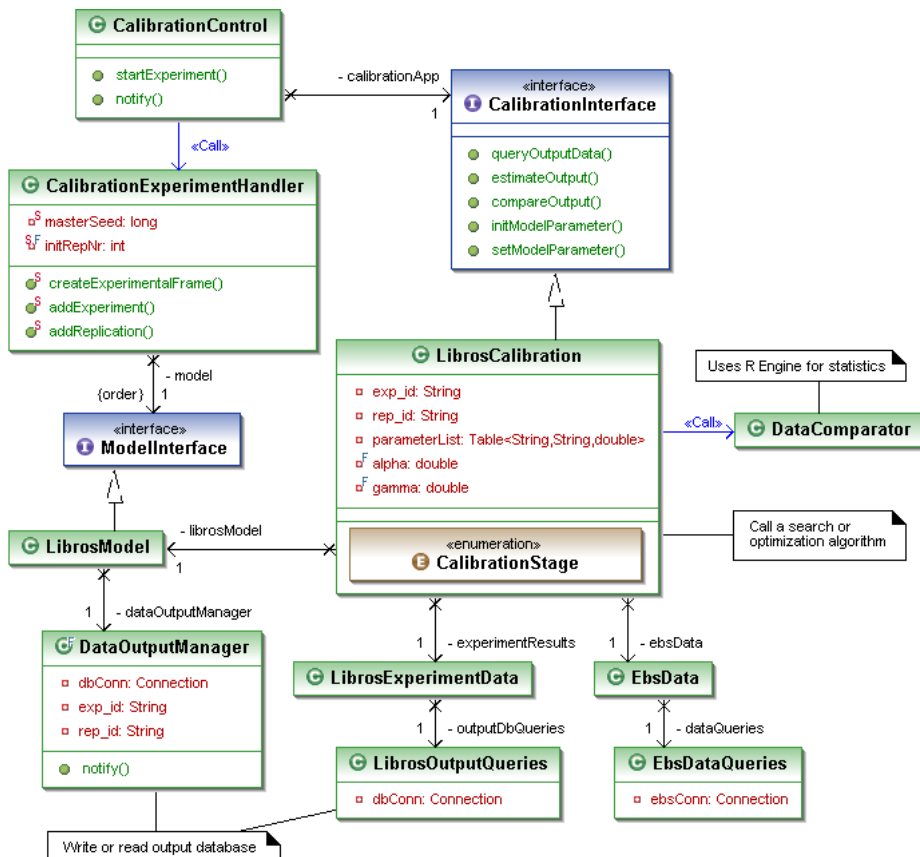 CalibrationControl
startExperiment()
notify()
- calibrationApp
1
«interface»
CalibrationInterface
queryOutputData()
estimateOutput()
compareOutput()
initModelParameter()
setModelParameter()
«Call»
CalibrationExperimentHandler
masterSeed: long
initRepNr: int
createExperimentalFrame()
addExperiment()
addReplication()
- model
{order}
1
«interface»
ModelInterface
LibrosCalibration
exp_id: String
rep_id: String
parameterList: Table<String,String,double>
alpha: double
gamma: double
«enumeration»
CalibrationStage
Uses R Engine for statistics
«Call»
DataComparator
Call a search or
optimization algorithm
- librosModel
1
LibrosModel
1
- dataOutputManager
DataOutputManager
dbConn: Connection
exp_id: String
rep_id: String
notify()
1
- experimentResults
LibrosExperimentData
1
- outputDbQueries
LibrosOutputQueries
dbConn: Connection
1
- ebsData
EbsData
1
- dataQueries
EbsDataQueries
ebsConn: Connection
Write or read output database